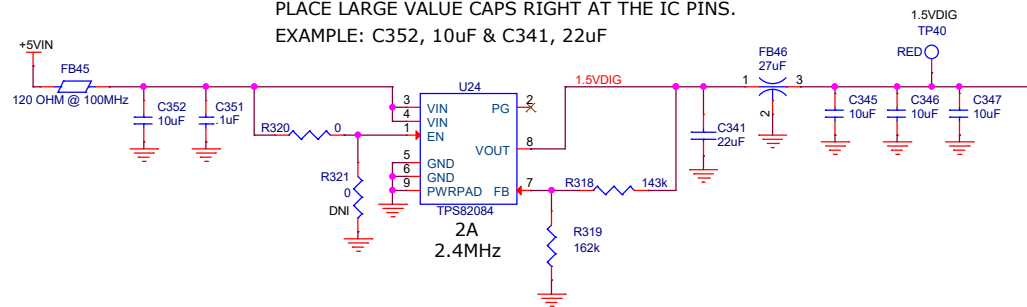 PLACE LARGE VALUE CAPS RIGHT AT THE IC PINS.
EXAMPLE: C352, 10uF & C341, 22uF
1.5VDIG
TP40
RED
+5VIN
FB45
120 OHM @ 100MHz
C352
10uF
C351
.1uF
R320
0
R321
0
DNI
U24
3
VIN
4
VIN
1
EN
5
GND
6
GND
9
PWRPAD
PG
2
VOUT
8
FB
7
TPS82084
2A
2.4MHz
1.5VDIG
R318
143k
R319
162k
C341
22uF
FB46
27uF
1
3
2
C345
10uF
C346
10uF
C347
10uF